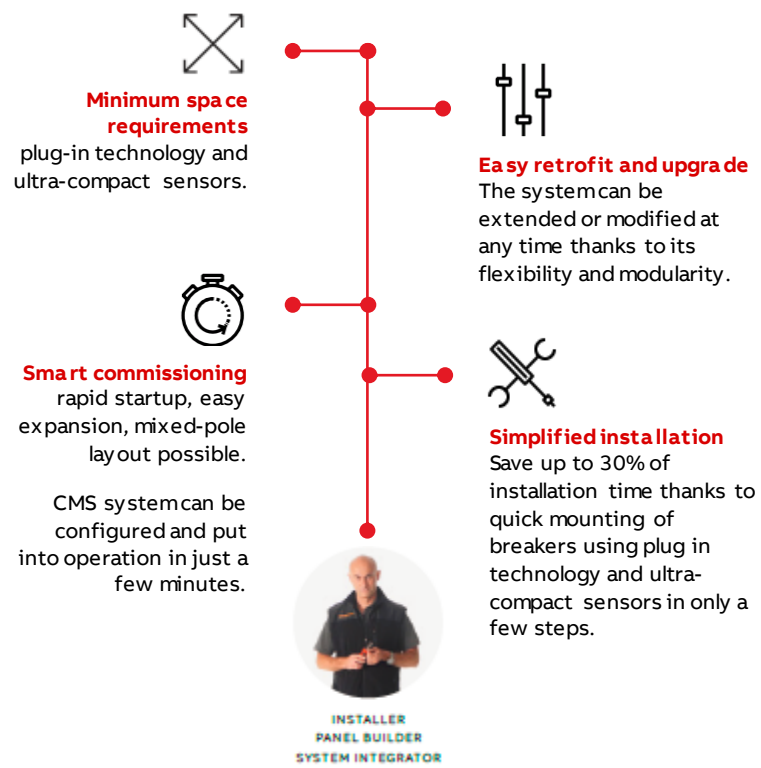 Minimum space
requirements
plug-in technology and
ultra-compact sensors.
Easy retrofit and upgrade
The system can be
extended or modified at
any time thanks to its
flexibility and modularity.
Smart commissioning
rapid startup, easy
expansion, mixed-pole
layout possible.
CMS system can be
configured and put
into operation in just a
few minutes.
Simplified installation
Save up to 30% of
installation time thanks to
quick mounting of
breakers using plug in
technology and ultra-
compact sensors in only a
few steps.
INSTALLER
PANEL BUILDER
SYSTEM INTEGRATOR